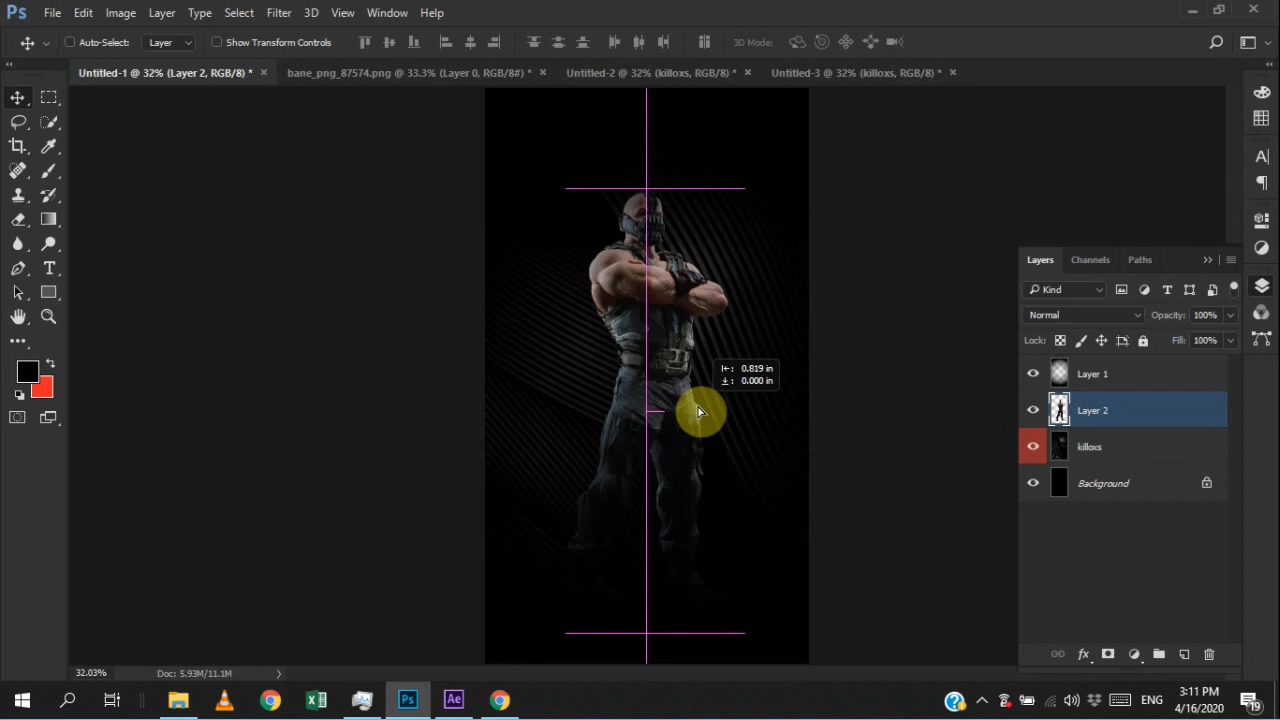 Ps File Edit Image Layer Type Select Filter 3D View Window Help
Auto-Select: Layer Show Transform Controls 3D Mode:
Untitled-1 @ 32% (Layer 2, RGB/8) * bane_png_87574.png @ 33.3% (Layer 0, RGB/8#) * Untitled-2 @ 32% (killoxs, RGB/8) * Untitled-3 @ 32% (killoxs, RGB/8) *
Layers Channels Paths
Kind
Normal Opacity: 100%
Lock: Fill: 100%
Layer 1
Layer 2
killoxs
Background
0.819 in
0.000 in
32.03% Doc: 5.93M/11.1M
Ps Ae ENG 3:11 PM
4/16/2020 19